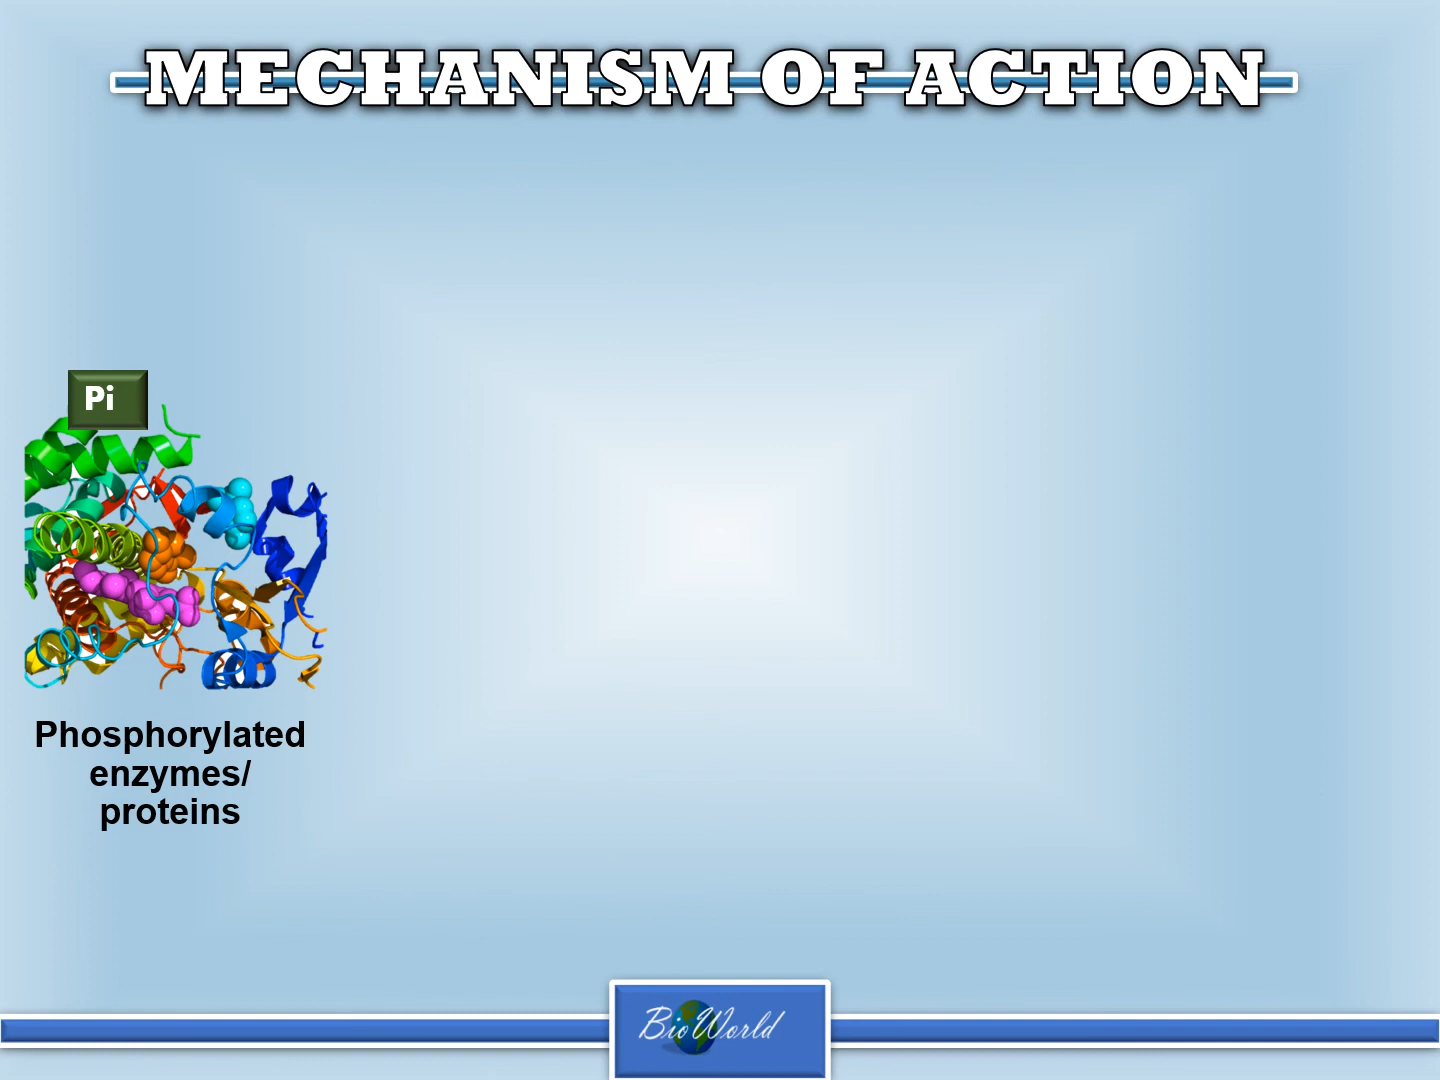 MECHANISM OF ACTION
Pi
Phosphorylated
enzymes/
proteins
BioWorld